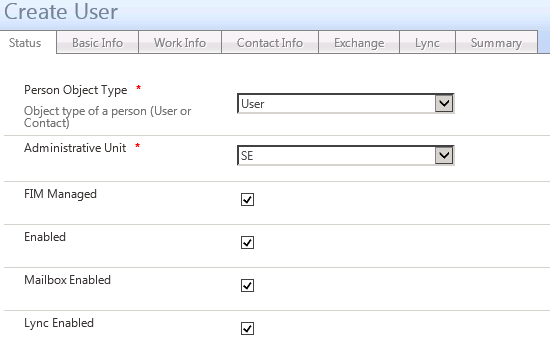 Create User
Status Basic Info Work Info Contact Info Exchange Lync Summary
Person Object Type *
Object type of a person (User or
Contact)
User
Administrative Unit *
SE
FIM Managed
Enabled
Mailbox Enabled
Lync Enabled